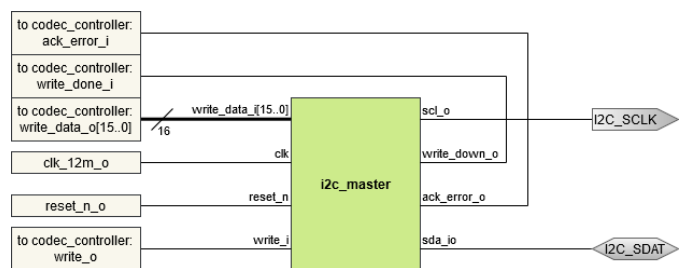 to codec_controller:
ack_error_i
to codec_controller:
write_done_i
to codec_controller:
write_data_o[15..0]
16
write_data_i[15..0]
clk_12m_o
clk
reset_n_o
reset_n
to codec_controller:
write_o
write_i
i2c_master
scl_o
write_down_o
ack_error_o
sda_io
I2C_SCLK
I2C_SDAT